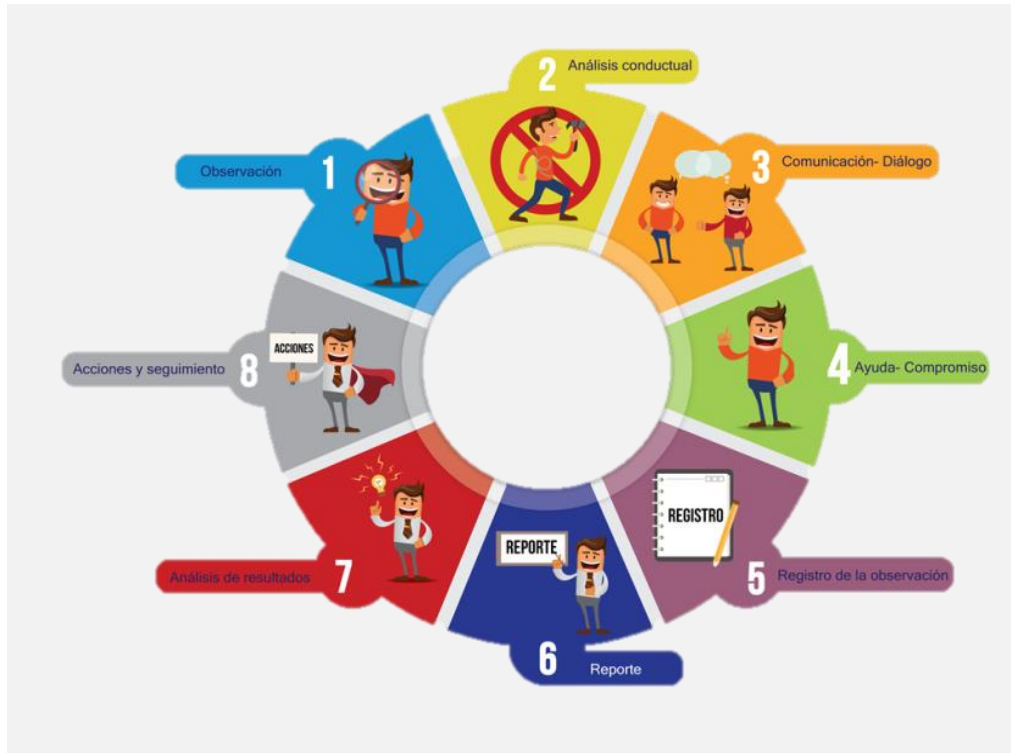 1
Observación
2
Análisis conductual
3
Comunicación- Diálogo
4
Ayuda- Compromiso
5
Registro de la observación
REGISTRO
6
Reporte
REPORTE
7
Análisis de resultados
8
Acciones y seguimiento
ACCIONES